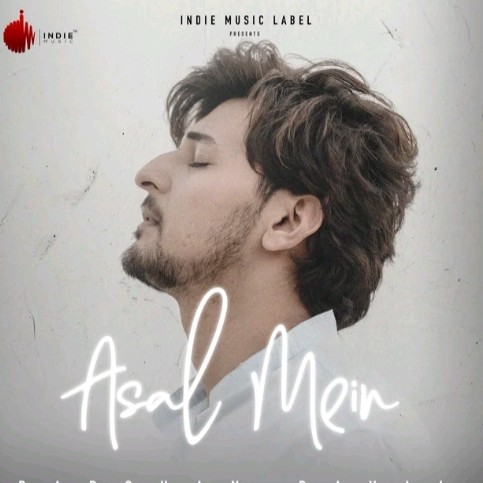 INDIE MUSIC LABEL
PRESENTS
INDIE
MUSIC
Asal Mein